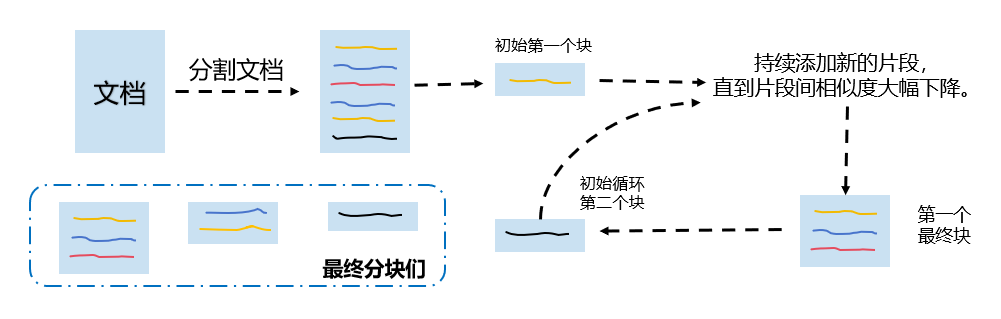 文档
分割文档
初始第一个块
持续添加新的片段，
直到片段间相似度大幅下降。
初始循环
第二个块
第一个
最终块
最终分块们